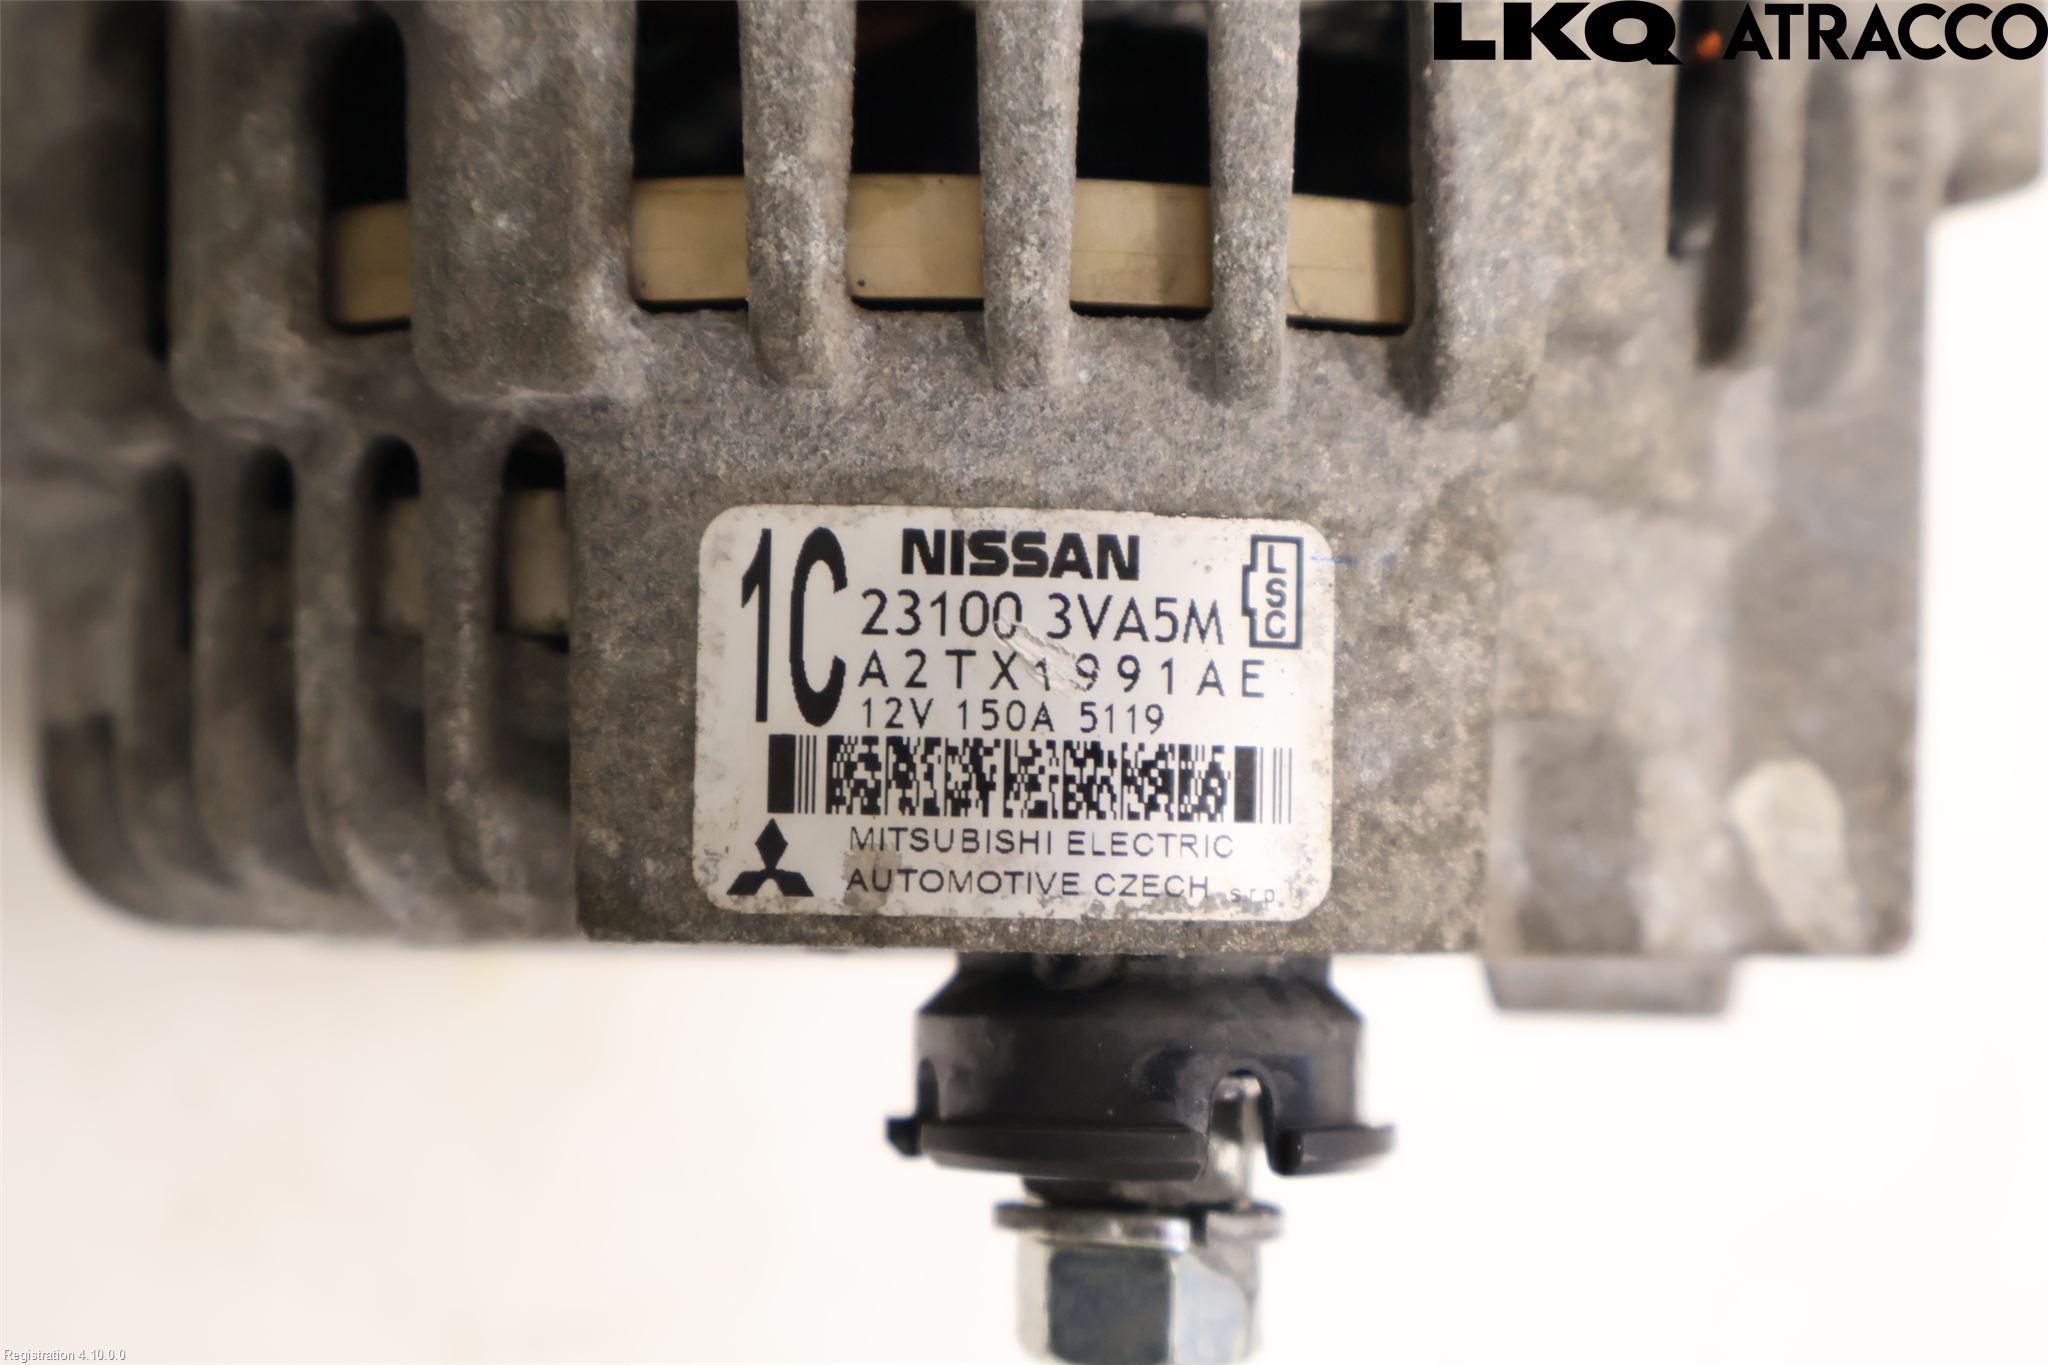 LKQ ATRACCO
1C NISSAN
23100 3VA5M
L
S
C
A2TX1991AE
12V 150A 5119
MITSUBISHI ELECTRIC
AUTOMOTIVE CZECH s.r.o.
Registration 4.10.0.0